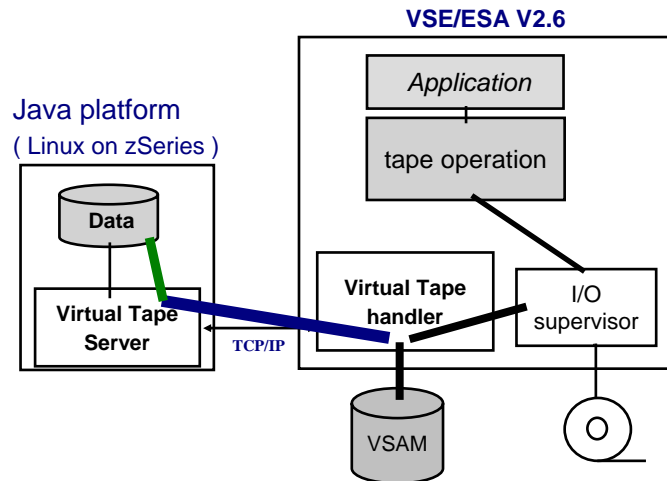 VSE/ESA V2.6
Application
Java platform
( Linux on zSeries )
tape operation
Data
Virtual Tape
handler
I/O
supervisor
Virtual Tape
Server
TCP/IP
VSAM